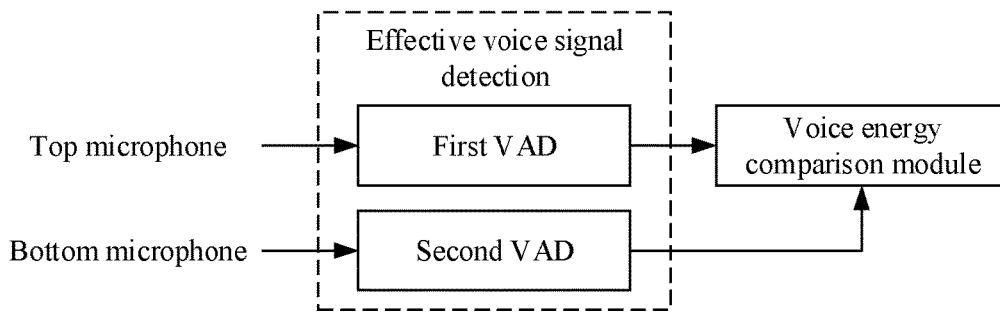 Effective voice signal
detection
Top microphone
First VAD
Voice energy
comparison module
Bottom microphone
Second VAD